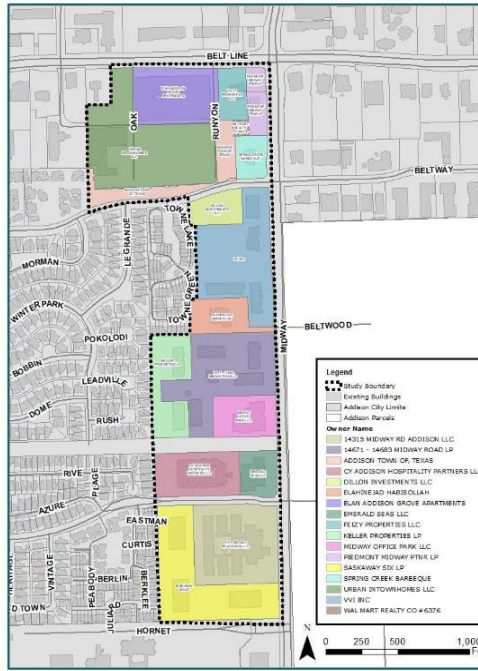 BELT LINE
OAK
RUNYON
BELTWAY
TOWNE LAKE
LE GRANDE
MORMAN
WINTER PARK
TOWNE GREEN
BELTWOOD
POKOLODI
MIDWAY
BOBBIN
LEADVILLE
DOME
RUSH
RIVE
PLAGE
AZURE
EASTMAN
CURTIS
VINTAGE
PEABODY
BERLIN
BERKLEE
D TOWN
HORNET
Legend
Study Boundary
Existing Buildings
Addison City Limits
Addison Parcels
Owner Name
14315 MIDWAY RD ADDISON LLC
14671 - 14683 MIDWAY ROAD LP
ADDISON TOWN OF, TEXAS
CY ADDISON HOSPITALITY PARTNERS LLC
DILLON INVESTMENTS LLC
ELAHINEJAD HABIBOLLAH
ELAN ADDISON GROVE APARTMENTS
EMERALD SEAS LLC
FEIZY PROPERTIES LLC
KELLER PROPERTIES LP
MIDWAY OFFICE PARK LLC
PIEDMONT MIDWAY PTNR LP
SASKAWAY SIX LP
SPRING CREEK BARBEQUE
URBAN INTOWNHOMES LLC
VVI INC
WAL MART REALTY CO #6376
N
0 250 500 1,000